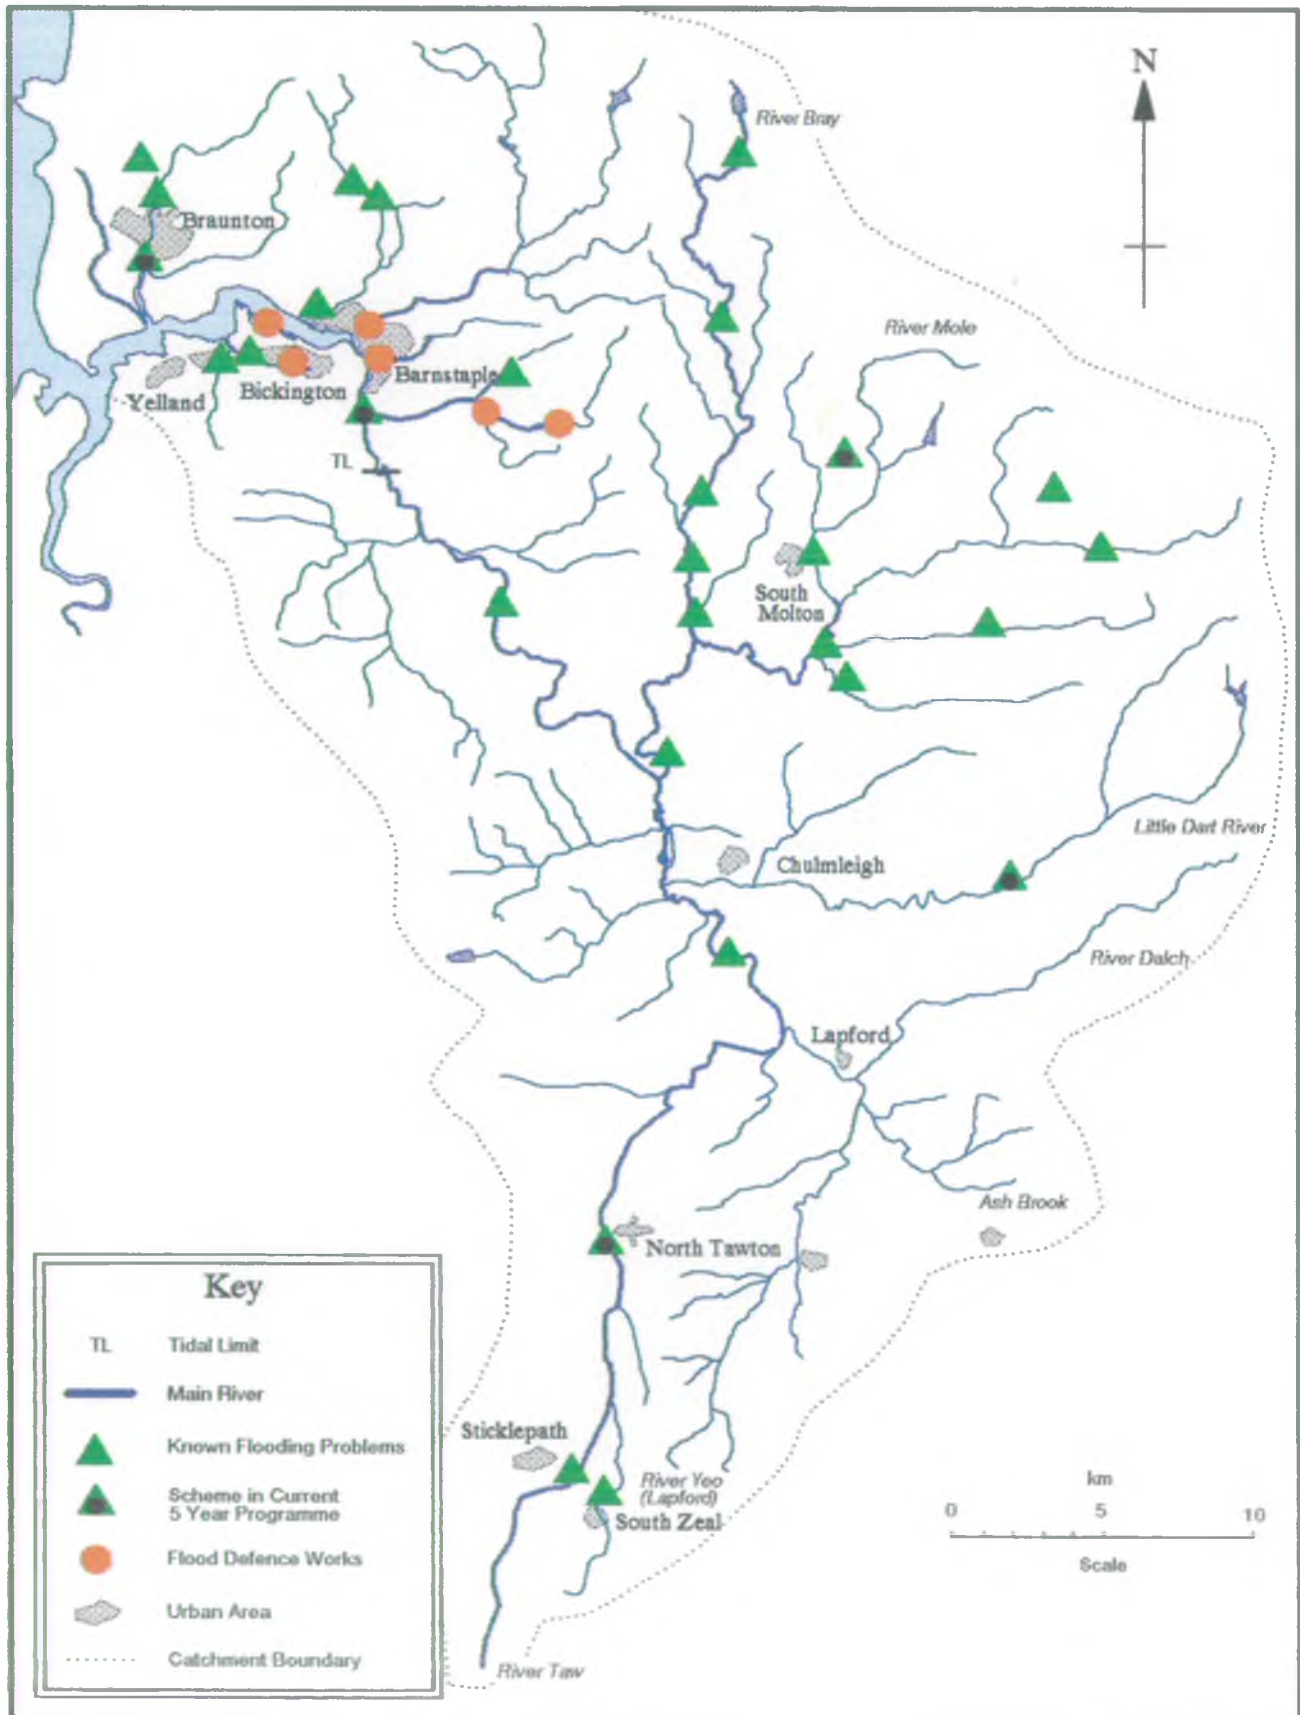 N
River Bray
Braunton
River Mole
Barnstaple
Bickington
Yelland
TL
South
Molton
Little Dart River
Chulmleigh
River Dalch
Lapford
Ash Brook
North Tawton
Key
TL Tidal Limit
Main River
Known Flooding Problems
Scheme in Current
5 Year Programme
Flood Defence Works
Urban Area
Catchment Boundary
Sticklepath
River Yeo
(Lapford)
South Zeal
River Taw
km
0 5 10
Scale